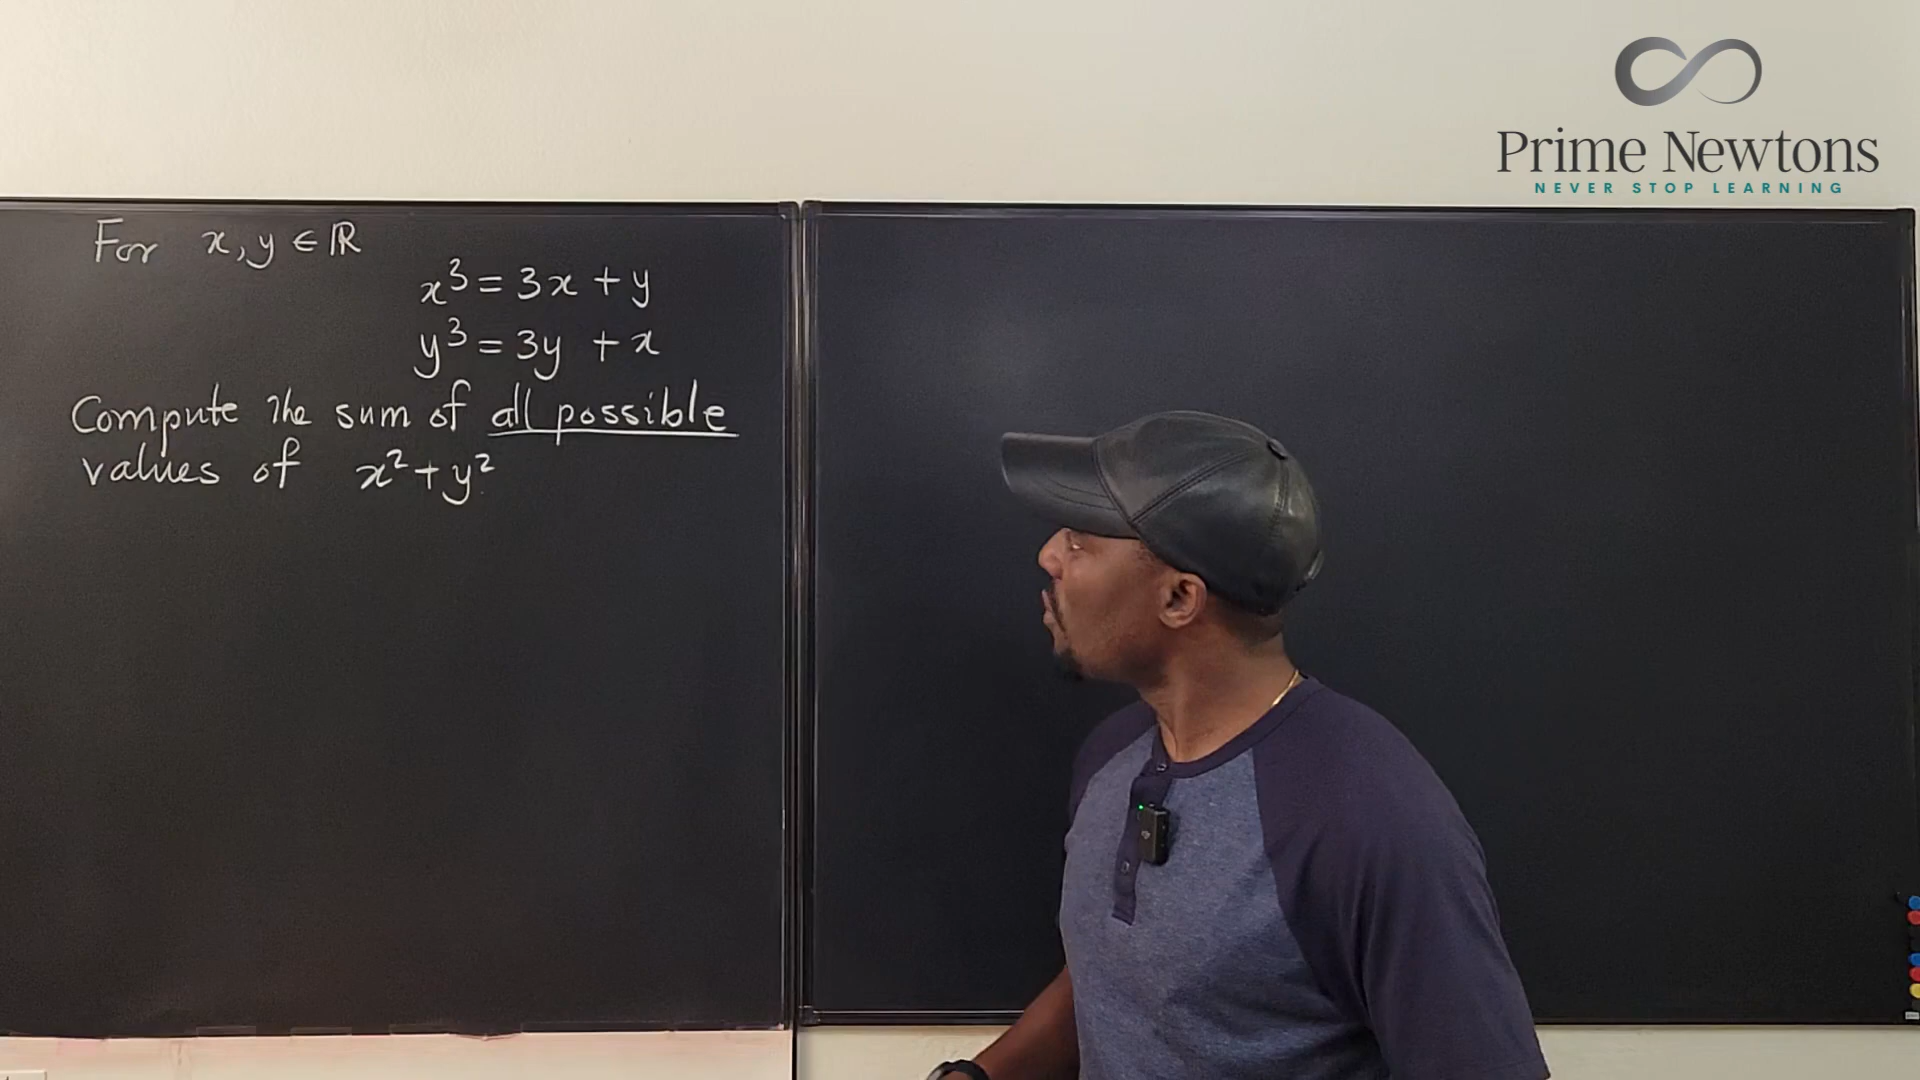 Prime Newtons
NEVER STOP LEARNING
For x, y ∈ ℝ
x³ = 3x + y
y³ = 3y + x
Compute the sum of all possible
values of x² + y²